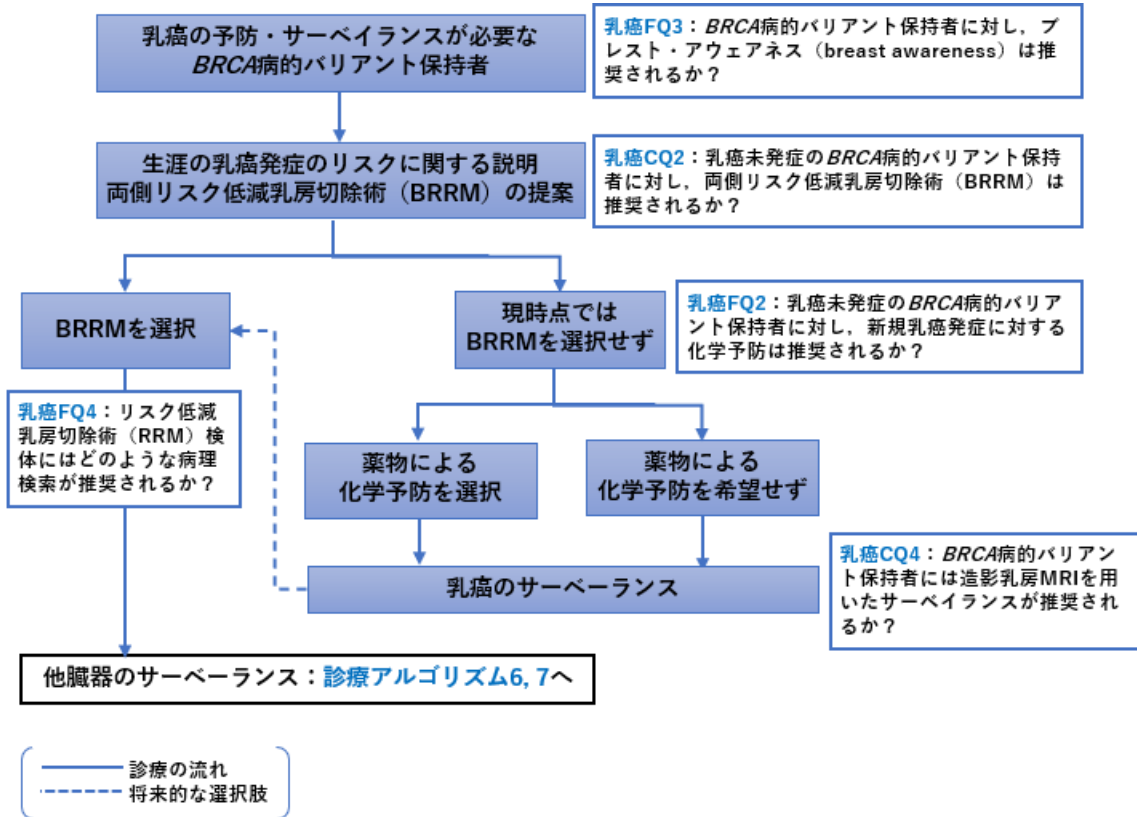 乳癌の予防・サーベイランスが必要な
BRCA病的バリアント保持者
乳癌FQ3：BRCA病的バリアント保持者に対し，ブ
レスト・アウェアネス（breast awareness）は推
奨されるか？
生涯の乳癌発症のリスクに関する説明
両側リスク低減乳房切除術（BRRM）の提案
乳癌CQ2：乳癌未発症のBRCA病的バリアント保持
者に対し，両側リスク低減乳房切除術（BRRM）は
推奨されるか？
BRRMを選択
現時点では
BRRMを選択せず
乳癌FQ2：乳癌未発症のBRCA病的バリア
ント保持者に対し，新規乳癌発症に対する
化学予防は推奨されるか？
乳癌FQ4：リスク低減
乳房切除術（RRM）検
体にはどのような病理
検索が推奨されるか？
薬物による
化学予防を選択
薬物による
化学予防を希望せず
乳癌のサーベーランス
乳癌CQ4：BRCA病的バリアン
ト保持者には造影乳房MRIを用
いたサーベイランスが推奨され
るか？
他臓器のサーベーランス：診療アルゴリズム6, 7へ
診療の流れ
将来的な選択肢